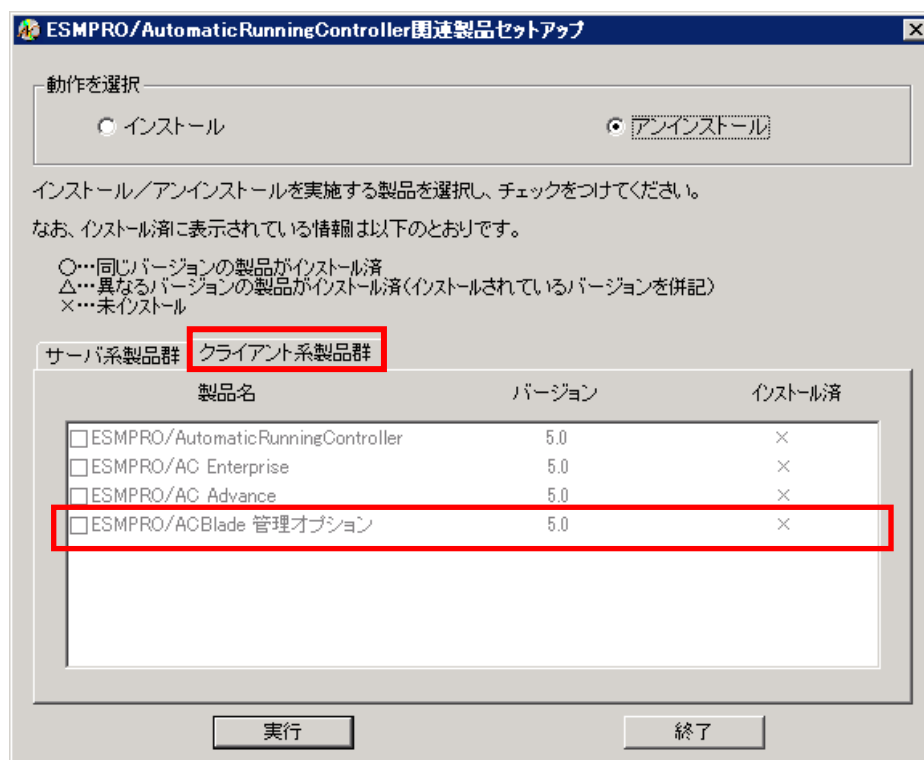 ESMPRO/AutomaticRunningController関連製品セットアップ
動作を選択
インストール
アンインストール
インストール／アンインストールを実施する製品を選択し、チェックをつけてください。
なお、インストール済に表示されている情報は以下のとおりです。
○…同じバージョンの製品がインストール済
△…異なるバージョンの製品がインストール済(インストールされているバージョンを併記)
×…未インストール
サーバ系製品群 クライアント系製品群
製品名 バージョン インストール済
ESMPRO/AutomaticRunningController 5.0 ×
ESMPRO/AC Enterprise 5.0 ×
ESMPRO/AC Advance 5.0 ×
ESMPRO/ACBlade 管理オプション 5.0 ×
実行 終了